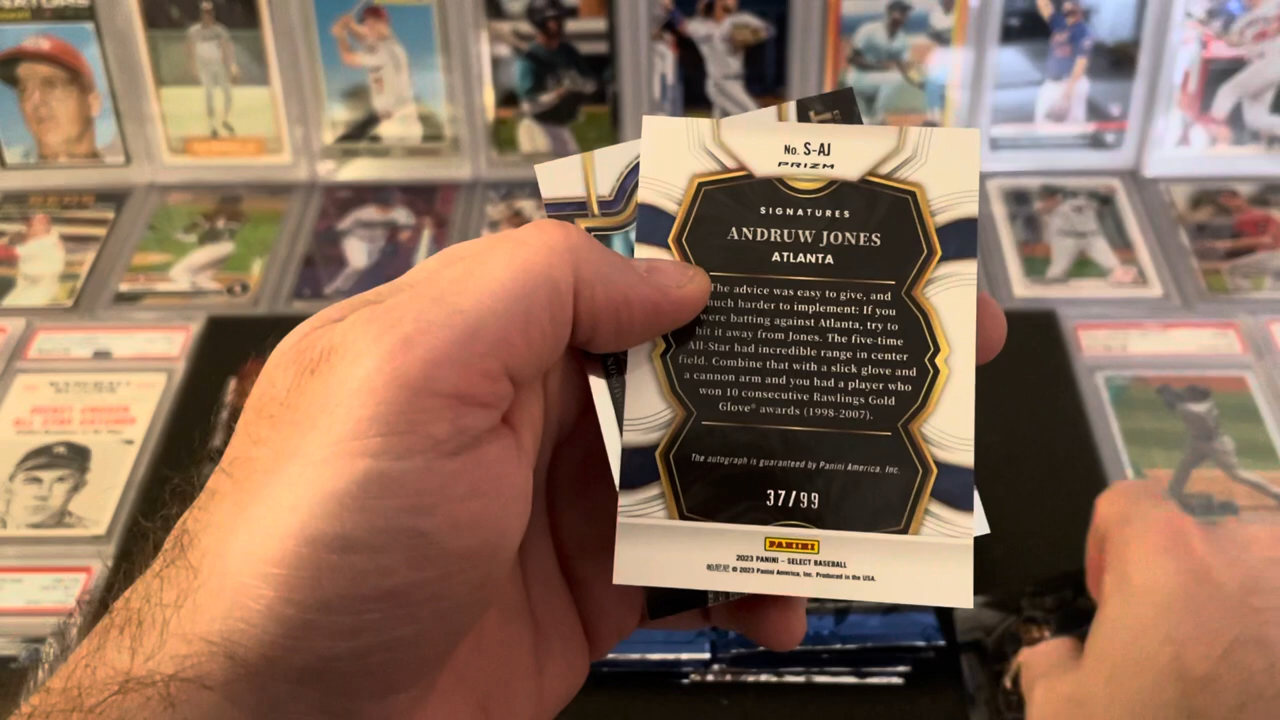 No. S-AJ
PRIZM
SIGNATURES
ANDRUW JONES
ATLANTA
The advice was easy to give, and
much harder to implement: If you
were batting against Atlanta, try to
hit it away from Jones. The five-time
All-Star had incredible range in center
field. Combine that with a slick glove and
a cannon arm and you had a player who
won 10 consecutive Rawlings Gold
Glove® awards (1998-2007).
The autograph is guaranteed by Panini America, Inc.
37/99
PANINI
2023 PANINI – SELECT BASEBALL
© 2023 Panini America, Inc. Produced in the USA.